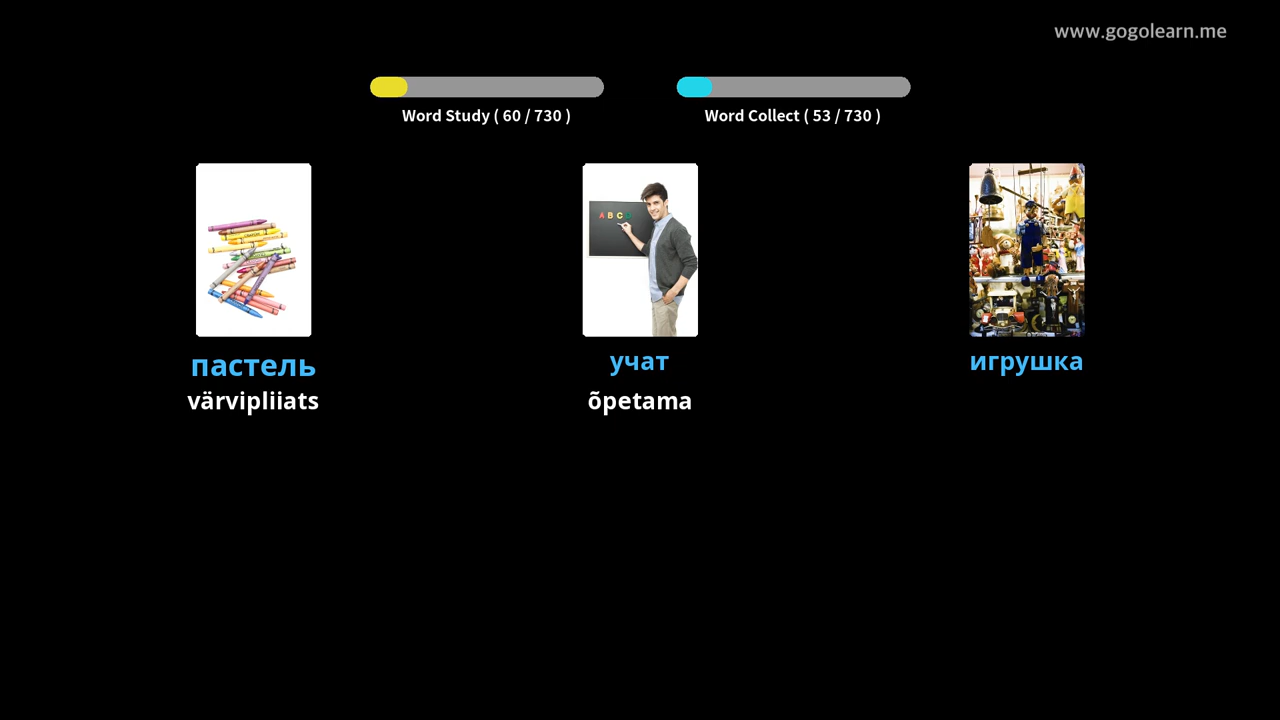 www.gogolearn.me
Word Study ( 60 / 730 )
Word Collect ( 53 / 730 )
A B C
пастель
värvipliiats
учат
õpetama
игрушка